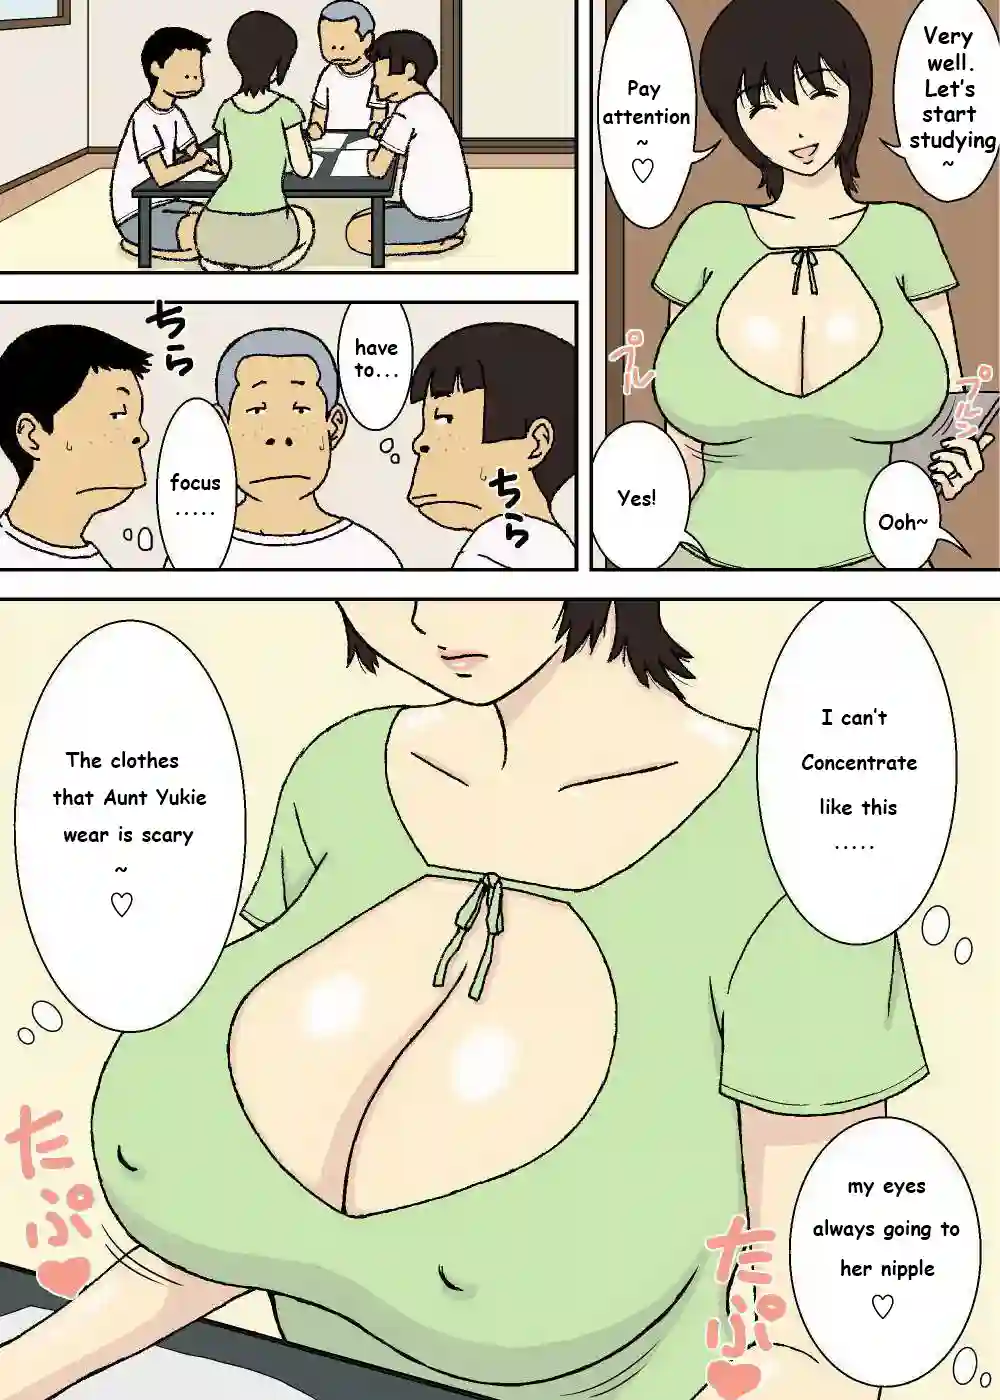 Very
well.
Let's
start
studying
~
Pay
attention
~
♡
プル
プルン
Yes!
Ooh~
ちら
have
to...
focus
.....
ちら
I can't
Concentrate
like this
.....
The clothes
that Aunt Yukie
wear is scary
~
♡
my eyes
always going to
her nipple
♡
たぷ♥
たぷ♥